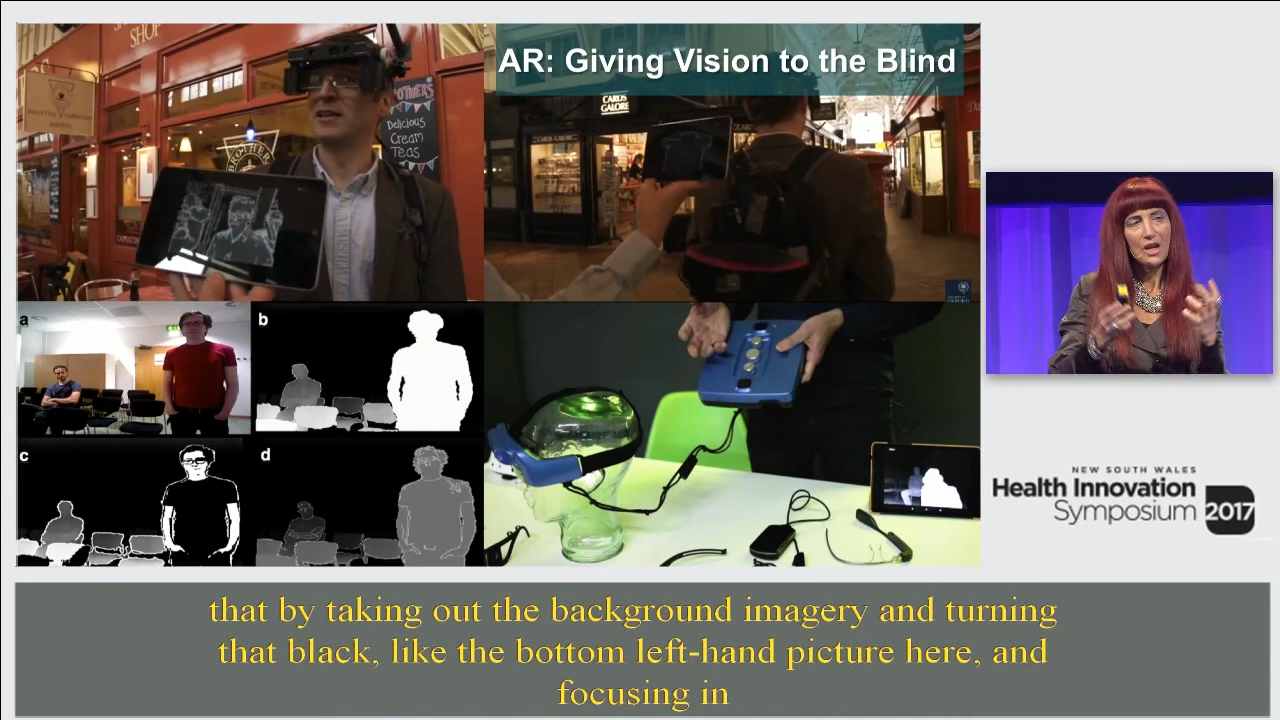 SHOP
AR: Giving Vision to the Blind
CARDS
GALORE
Delicious
Cream
Teas
a
b
c
d
OXFORD
NEW SOUTH WALES
Health Innovation
Symposium 2017
that by taking out the background imagery and turning
that black, like the bottom left-hand picture here, and
focusing in